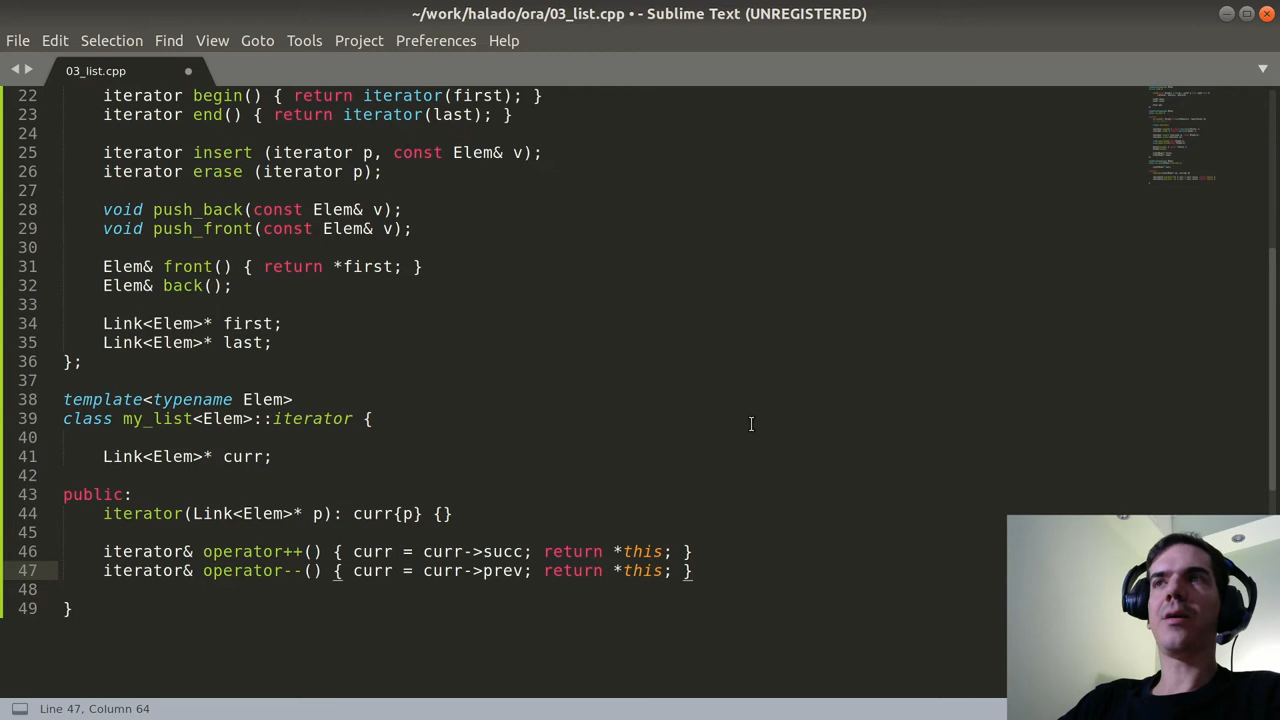 ~/work/halado/ora/03_list.cpp • - Sublime Text (UNREGISTERED)
File Edit Selection Find View Goto Tools Project Preferences Help
03_list.cpp
22 iterator begin() { return iterator(first); }
23 iterator end() { return iterator(last); }
24
25 iterator insert (iterator p, const Elem& v);
26 iterator erase (iterator p);
27
28 void push_back(const Elem& v);
29 void push_front(const Elem& v);
30
31 Elem& front() { return *first; }
32 Elem& back();
33
34 Link<Elem>* first;
35 Link<Elem>* last;
36 };
37
38 template<typename Elem>
39 class my_list<Elem>::iterator {
40
41 Link<Elem>* curr;
42
43 public:
44 iterator(Link<Elem>* p): curr{p} {}
45
46 iterator& operator++() { curr = curr->succ; return *this; }
47 iterator& operator--() { curr = curr->prev; return *this; }
48
49 }
Line 47, Column 64